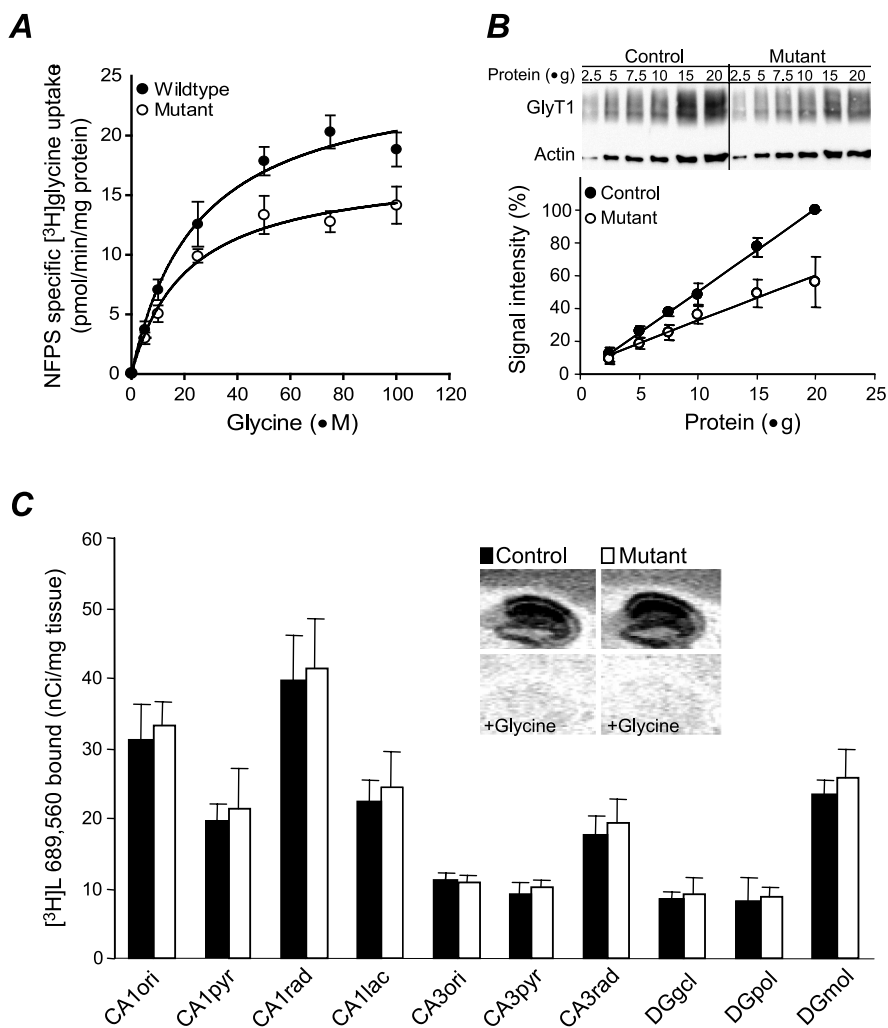 A
NFPS specific [³H]glycine uptake
(pmol/min/mg protein)
25
20
15
10
5
0
Wildtype
Mutant
0 20 40 60 80 100 120
Glycine (•M)
B
Control Mutant
Protein (•g) 2.5 5 7.5 10 15 20 2.5 5 7.5 10 15 20
GlyT1
Actin
Signal intensity (%)
100
80
60
40
20
0
Control
Mutant
0 5 10 15 20 25
Protein (•g)
C
[³H]L 689,560 bound (nCi/mg tissue)
60
50
40
30
20
10
0
Control Mutant
+Glycine +Glycine
CA1ori CA1pyr CA1rad CA1lac CA3ori CA3pyr CA3rad DGgcl DGpol DGmol